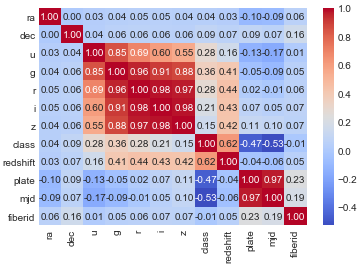 ra 1.00 0.00 0.03 0.04 0.05 0.05 0.04 0.04 0.03 -0.10 -0.09 0.06
dec 0.00 1.00 0.04 0.06 0.06 0.06 0.06 0.09 0.07 0.09 0.07 0.16
u 0.03 0.04 1.00 0.85 0.69 0.60 0.55 0.28 0.16 -0.13 -0.17 0.01
g 0.04 0.06 0.85 1.00 0.96 0.91 0.88 0.36 0.41 -0.05 -0.09 0.05
r 0.05 0.06 0.69 0.96 1.00 0.98 0.97 0.28 0.44 0.02 -0.01 0.06
i 0.05 0.06 0.60 0.91 0.98 1.00 0.98 0.21 0.43 0.07 0.05 0.07
z 0.04 0.06 0.55 0.88 0.97 0.98 1.00 0.15 0.42 0.11 0.10 0.07
class 0.04 0.09 0.28 0.36 0.28 0.21 0.15 1.00 0.62 -0.47 -0.53 -0.01
redshift 0.03 0.07 0.16 0.41 0.44 0.43 0.42 0.62 1.00 -0.04 -0.06 0.05
plate -0.10 0.09 -0.13 -0.05 0.02 0.07 0.11 -0.47 -0.04 1.00 0.97 0.23
mjd -0.09 0.07 -0.17 -0.09 -0.01 0.05 0.10 -0.53 -0.06 0.97 1.00 0.19
fiberid 0.06 0.16 0.01 0.05 0.06 0.07 0.07 -0.01 0.05 0.23 0.19 1.00
ra dec u g r i z class redshift plate mjd fiberid
1.0
0.8
0.6
0.4
0.2
0.0
−0.2
−0.4